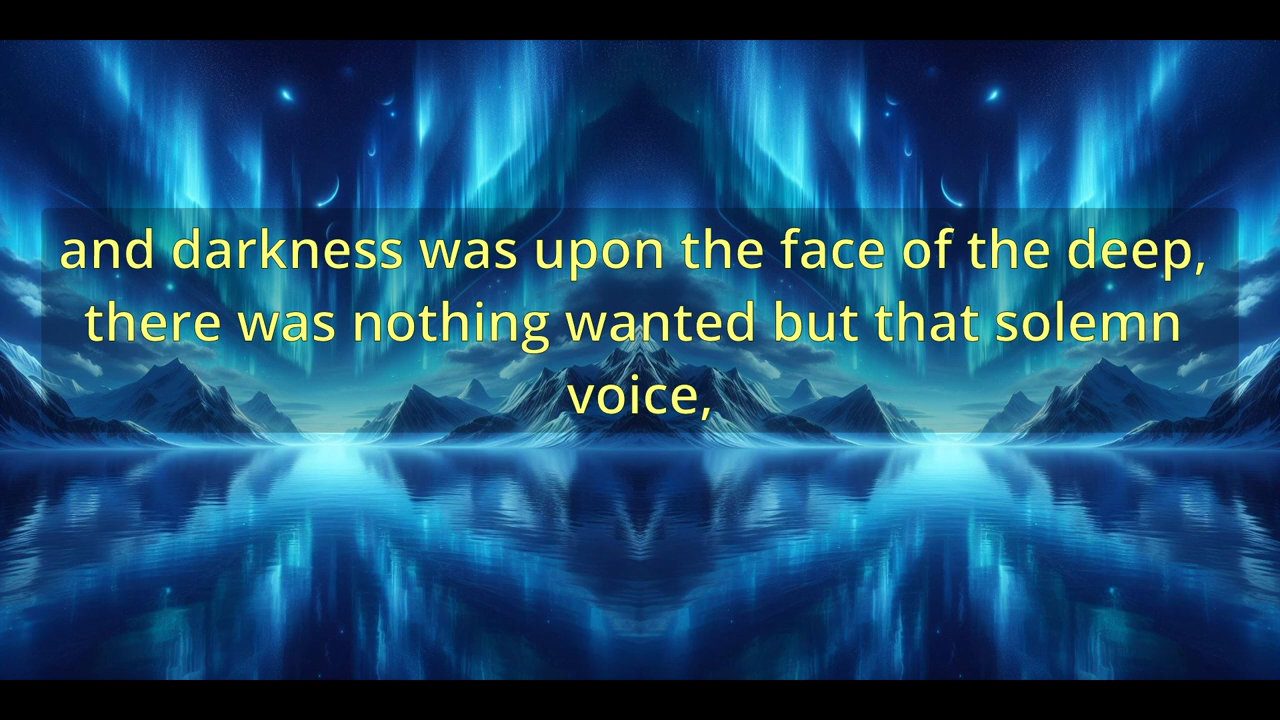 and darkness was upon the face of the deep,
there was nothing wanted but that solemn
voice,